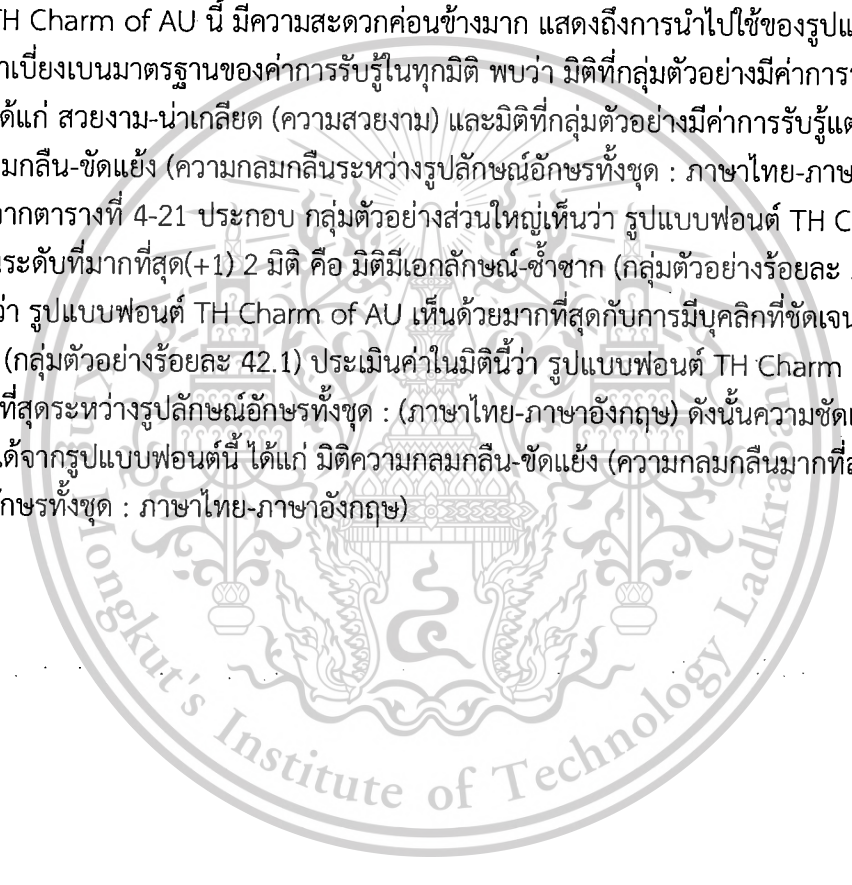 TH Charm of AU นี้ มีความสะดวกค่อนข้างมาก แสดงถึงการนำไปใช้ของรูปแ
าเบี่ยงเบนมาตรฐานของค่าการรับรู้ในทุกมิติ พบว่า มิติที่กลุ่มตัวอย่างมีค่าการร
ด้แก่ สวยงาม-น่าเกลียด (ความสวยงาม) และมิติที่กลุ่มตัวอย่างมีค่าการรับรู้แต
มกลืน-ขัดแย้ง (ความกลมกลืนระหว่างรูปลักษณ์อักษรทั้งชุด : ภาษาไทย-ภาษ
ากตารางที่ 4-21 ประกอบ กลุ่มตัวอย่างส่วนใหญ่เห็นว่า รูปแบบฟอนต์ TH C
นระดับที่มากที่สุด(+1) 2 มิติ คือ มิติมีเอกลักษณ์-ซ้ำซาก (กลุ่มตัวอย่างร้อยละ
ว่า รูปแบบฟอนต์ TH Charm of AU เห็นด้วยมากที่สุดกับการมีบุคลิกที่ชัดเจน
(กลุ่มตัวอย่างร้อยละ 42.1) ประเมินค่าในมิตินี้ว่า รูปแบบฟอนต์ TH Charm
ที่สุดระหว่างรูปลักษณ์อักษรทั้งชุด : (ภาษาไทย-ภาษาอังกฤษ) ดังนั้นความชัดเ
ด้จากรูปแบบฟอนต์นี้ ได้แก่ มิติความกลมกลืน-ขัดแย้ง (ความกลมกลืนมากที่ส
ักษรทั้งชุด : ภาษาไทย-ภาษาอังกฤษ)
Mongkut's Institute of Technology Ladkrabang